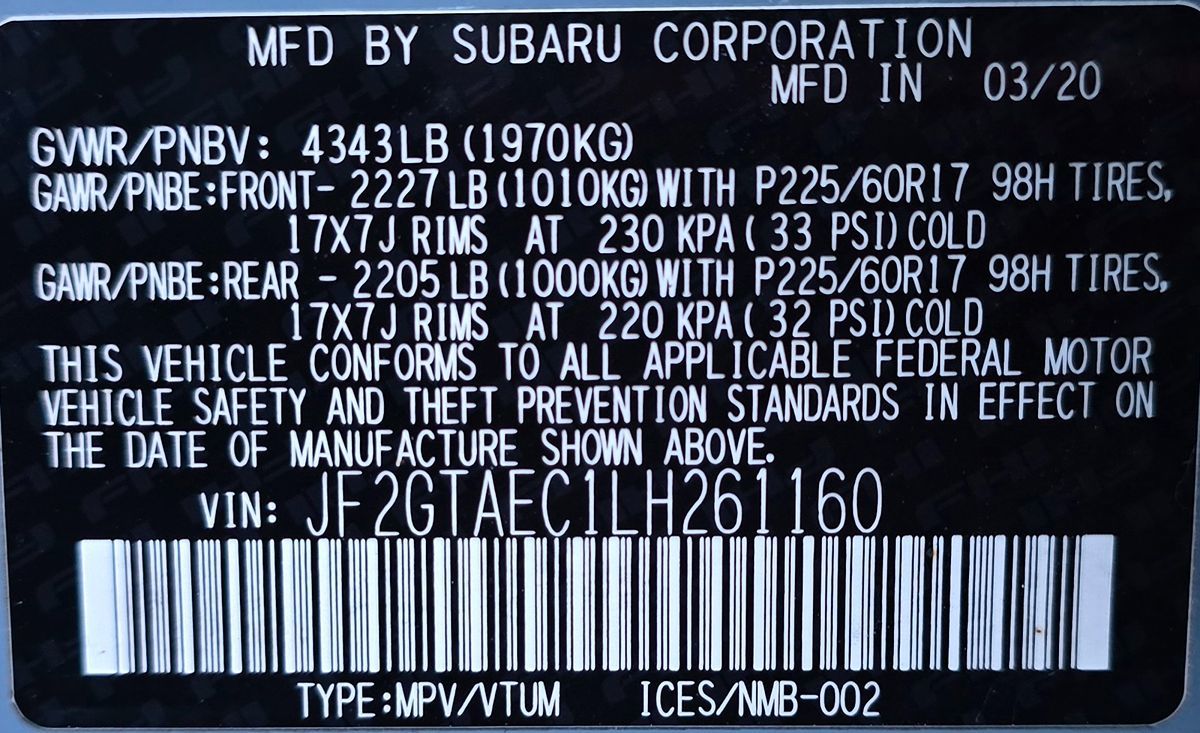 MFD BY SUBARU CORPORATION
MFD IN 03/20
GVWR/PNBV: 4343LB (1970KG)
GAWR/PNBE:FRONT- 2227LB (1010KG) WITH P225/60R17 98H TIRES,
17X7J RIMS AT 230 KPA( 33 PSI) COLD
GAWR/PNBE:REAR - 2205LB (1000KG) WITH P225/60R17 98H TIRES,
17X7J RIMS AT 220 KPA( 32 PSI) COLD
THIS VEHICLE CONFORMS TO ALL APPLICABLE FEDERAL MOTOR
VEHICLE SAFETY AND THEFT PREVENTION STANDARDS IN EFFECT ON
THE DATE OF MANUFACTURE SHOWN ABOVE.
VIN: JF2GTAEC1LH261160
TYPE:MPV/VTUM ICES/NMB-002